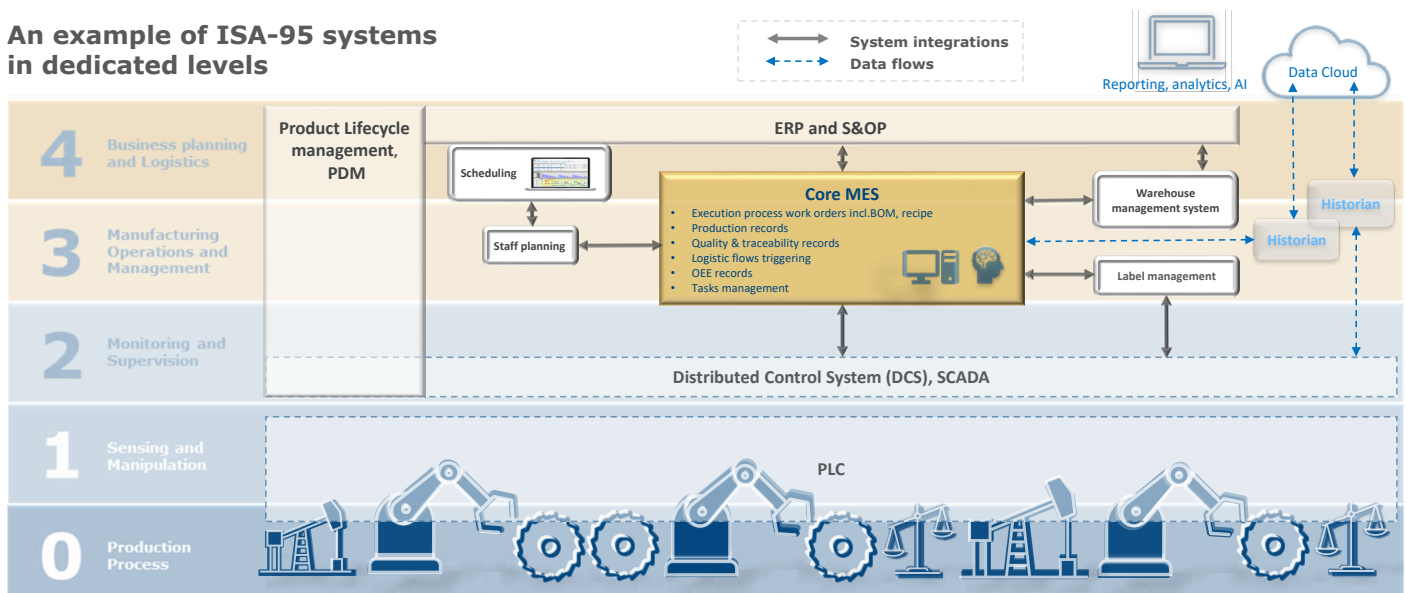 An example of ISA-95 systems
in dedicated levels
System integrations
Data flows
Reporting, analytics, AI
Data Cloud
4
Business planning
and Logistics
Product Lifecycle
management,
PDM
ERP and S&OP
Scheduling
Core MES
• Execution process work orders incl.BOM, recipe
• Production records
• Quality & traceability records
• Logistic flows triggering
• OEE records
• Tasks management
Warehouse
management system
Historian
Historian
3
Manufacturing
Operations and
Management
Staff planning
Label management
2
Monitoring and
Supervision
Distributed Control System (DCS), SCADA
1
Sensing and
Manipulation
PLC
0
Production
Process